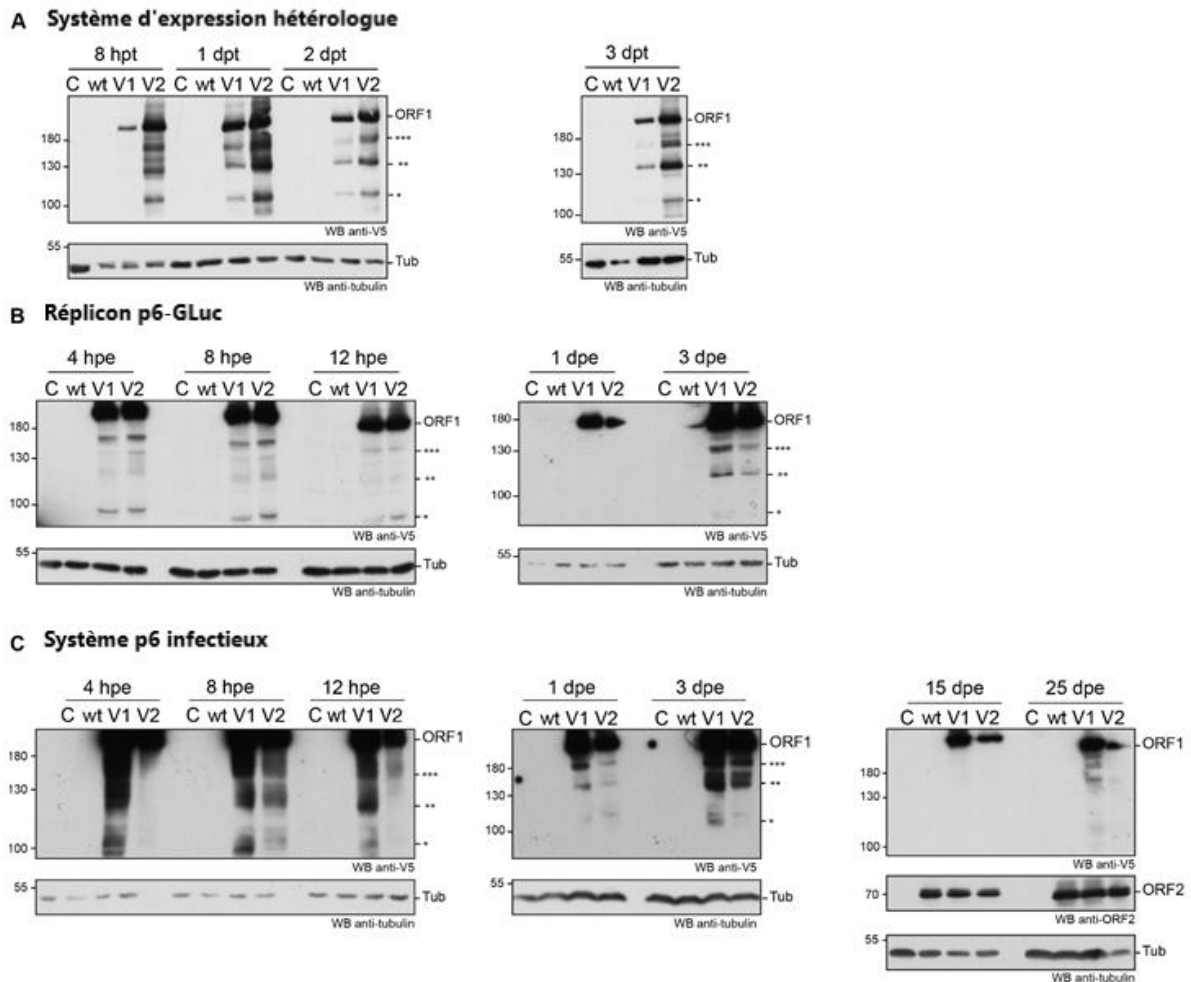 A Système d'expression hétérologue
8 hpt 1 dpt 2 dpt 3 dpt
C wt V1 V2 C wt V1 V2 C wt V1 V2 C wt V1 V2
ORF1 ORF1
180 *** 180 ***
130 ** 130 **
100 * 100 *
WB anti-V5 WB anti-V5
55 Tub 55 Tub
WB anti-tubulin WB anti-tubulin
B Réplicon p6-GLuc
4 hpe 8 hpe 12 hpe 1 dpe 3 dpe
C wt V1 V2 C wt V1 V2 C wt V1 V2 C wt V1 V2 C wt V1 V2
180 ORF1 180 ORF1
130 *** 130 ***
** **
100 * 100 *
WB anti-V5 WB anti-V5
55 Tub 55 Tub
WB anti-tubulin WB anti-tubulin
C Système p6 infectieux
4 hpe 8 hpe 12 hpe 1 dpe 3 dpe 15 dpe 25 dpe
C wt V1 V2 C wt V1 V2 C wt V1 V2 C wt V1 V2 C wt V1 V2 C wt V1 V2 C wt V1 V2
ORF1 ORF1 ORF1
180 *** 180 *** 180
130 ** 130 ** 130
100 * 100 * 100
WB anti-V5 WB anti-V5 WB anti-V5
70 ORF2
WB anti-ORF2
55 Tub 55 Tub 55 Tub
WB anti-tubulin WB anti-tubulin WB anti-tubulin